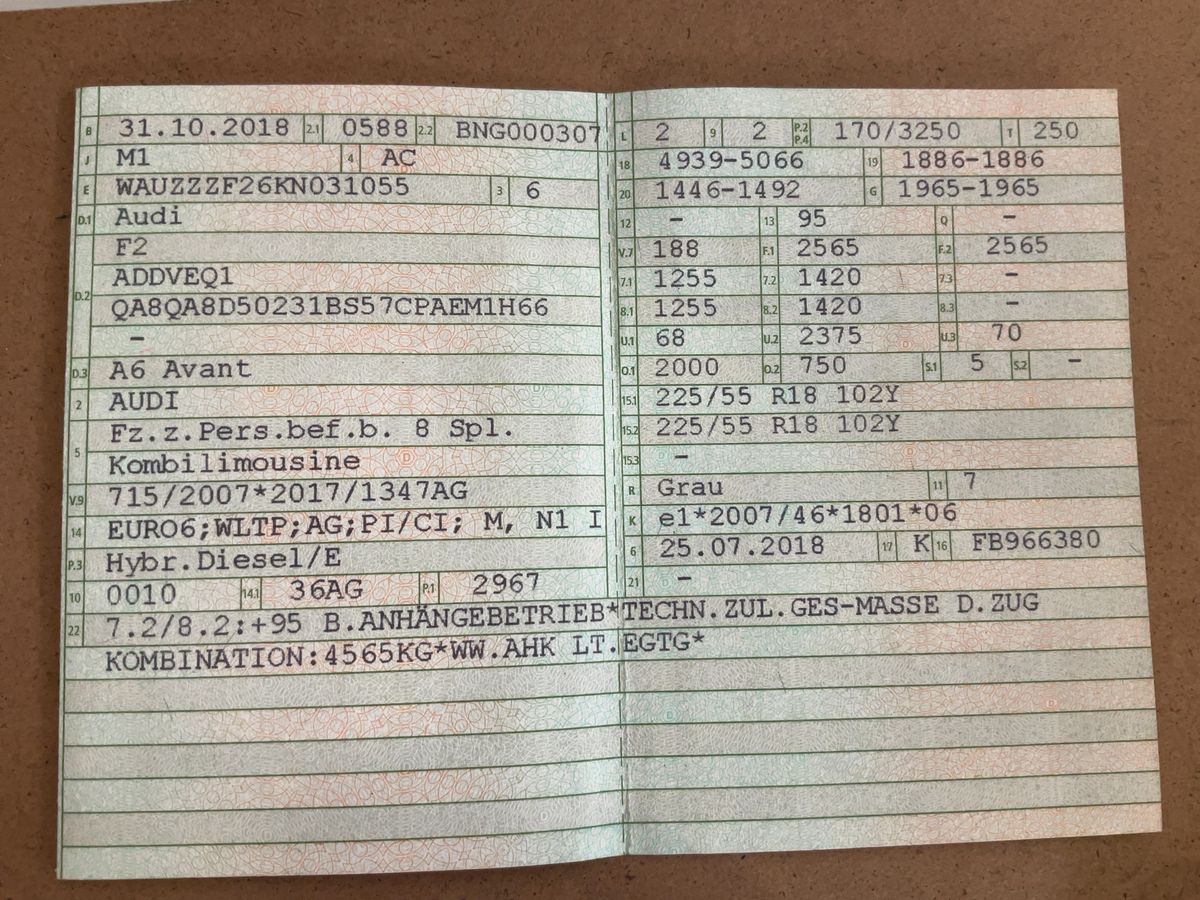 B 31.10.2018 2.1 0588 2.2 BNG000307
J M1 4 AC
E WAUZZZF26KN031055 3 6
D.1 Audi
F2
D.2 ADDVEQ1
QA8QA8D50231BS57CPAEM1H66
-
D.3 A6 Avant
2 AUDI
5 Fz.z.Pers.bef.b. 8 Spl.
Kombilimousine
V.9 715/2007*2017/1347AG
14 EURO6;WLTP;AG;PI/CI; M, N1 I
P.3 Hybr.Diesel/E
10 0010 14.1 36AG P.1 2967
L 2 9 2 P.2 P.4 170/3250 T 250
18 4939-5066 19 1886-1886
20 1446-1492 G 1965-1965
12 - 13 95 Q -
V.7 188 F.1 2565 F.2 2565
7.1 1255 7.2 1420 7.3 -
8.1 1255 8.2 1420 8.3 -
U.1 68 U.2 2375 U.3 70
O.1 2000 O.2 750 S.1 5 S.2 -
15.1 225/55 R18 102Y
15.2 225/55 R18 102Y
15.3 -
R Grau 11 7
K e1*2007/46*1801*06
6 25.07.2018 17 K 16 FB966380
21 -
22 7.2/8.2:+95 B.ANHÄNGEBETRIEB*TECHN.ZUL.GES-MASSE D.ZUG
KOMBINATION:4565KG*WW.AHK LT.EGTG*